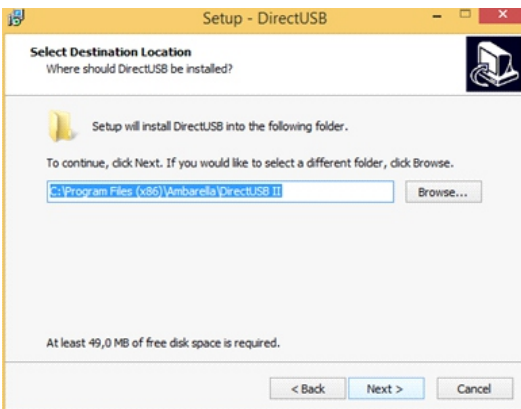 Setup - DirectUSB
Select Destination Location
Where should DirectUSB be installed?
Setup will install DirectUSB into the following folder.
To continue, click Next. If you would like to select a different folder, click Browse.
C:\Program Files (x86)\Ambarella\DirectUSB II
Browse...
At least 49,0 MB of free disk space is required.
< Back
Next >
Cancel